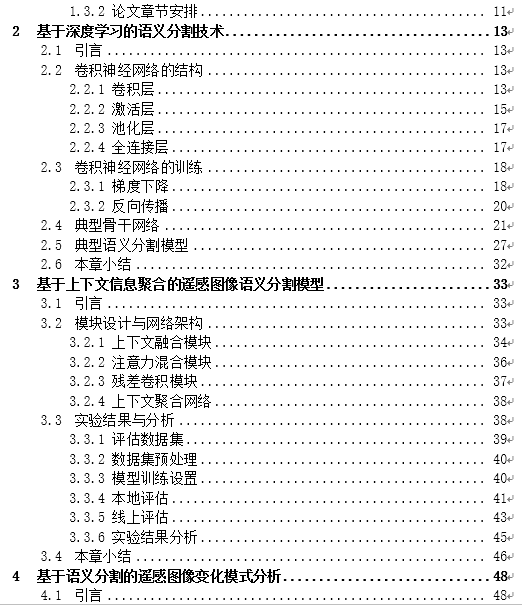 1.3.2 论文章节安排 11
2 基于深度学习的语义分割技术 13
2.1 引言 13
2.2 卷积神经网络的结构 13
2.2.1 卷积层 13
2.2.2 激活层 15
2.2.3 池化层 17
2.2.4 全连接层 17
2.3 卷积神经网络的训练 18
2.3.1 梯度下降 18
2.3.2 反向传播 20
2.4 典型骨干网络 21
2.5 典型语义分割模型 27
2.6 本章小结 32
3 基于上下文信息聚合的遥感图像语义分割模型 33
3.1 引言 33
3.2 模块设计与网络架构 33
3.2.1 上下文融合模块 34
3.2.2 注意力混合模块 36
3.2.3 残差卷积模块 37
3.2.4 上下文聚合网络 38
3.3 实验结果与分析 38
3.3.1 评估数据集 39
3.3.2 数据集预处理 40
3.3.3 模型训练设置 40
3.3.4 本地评估 41
3.3.5 线上评估 43
3.3.6 实验结果分析 45
3.4 本章小结 46
4 基于语义分割的遥感图像变化模式分析 48
4.1 引言 48